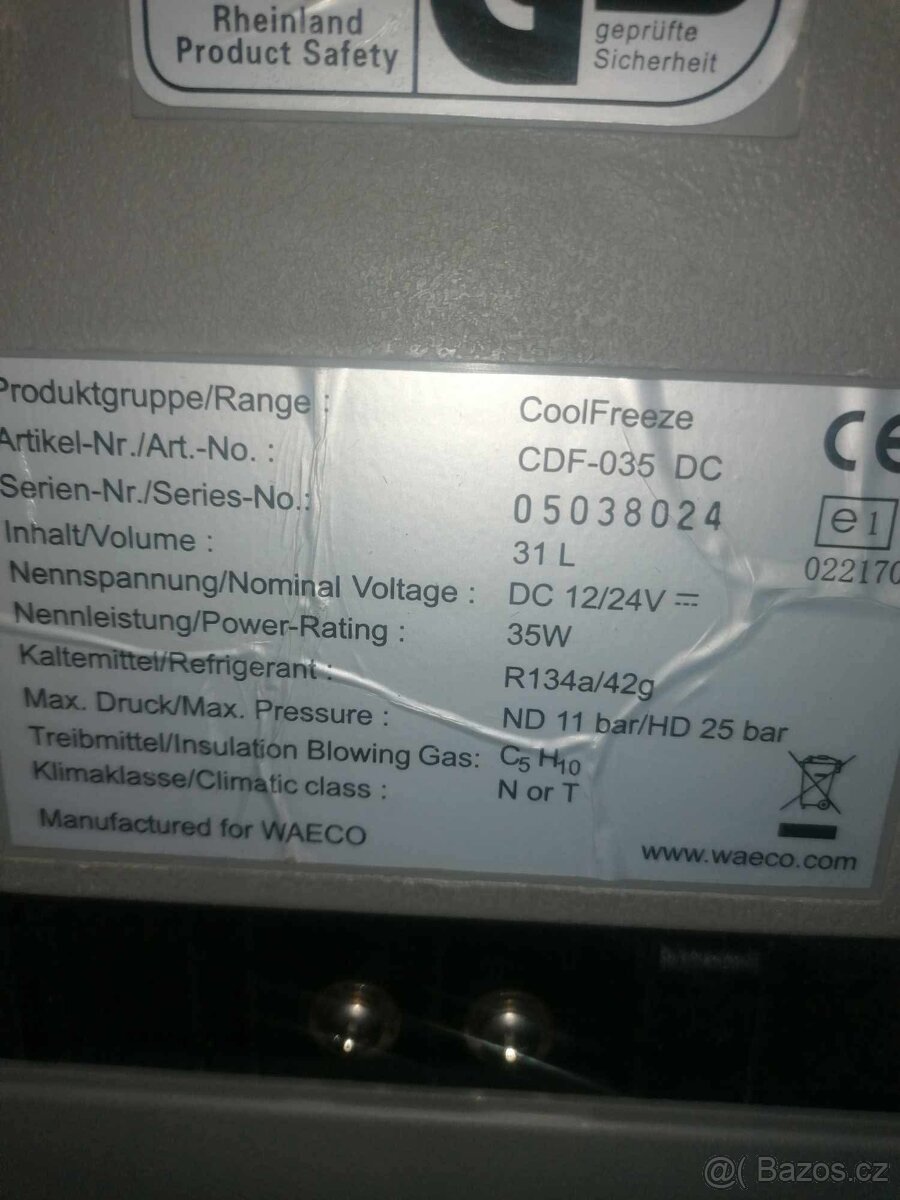 Rheinland
Product Safety
geprüfte
Sicherheit
Produktgruppe/Range : CoolFreeze
Artikel-Nr./Art.-No. : CDF-035 DC
Serien-Nr./Series-No.: 05038024
Inhalt/Volume : 31 L
Nennspannung/Nominal Voltage : DC 12/24V ⎓
Nennleistung/Power-Rating : 35W
Kaltemittel/Refrigerant : R134a/42g
Max. Druck/Max. Pressure : ND 11 bar/HD 25 bar
Treibmittel/Insulation Blowing Gas: C₅ H₁₀
Klimaklasse/Climatic class : N or T
Manufactured for WAECO
www.waeco.com
CE
e1
022170
@( Bazos.cz